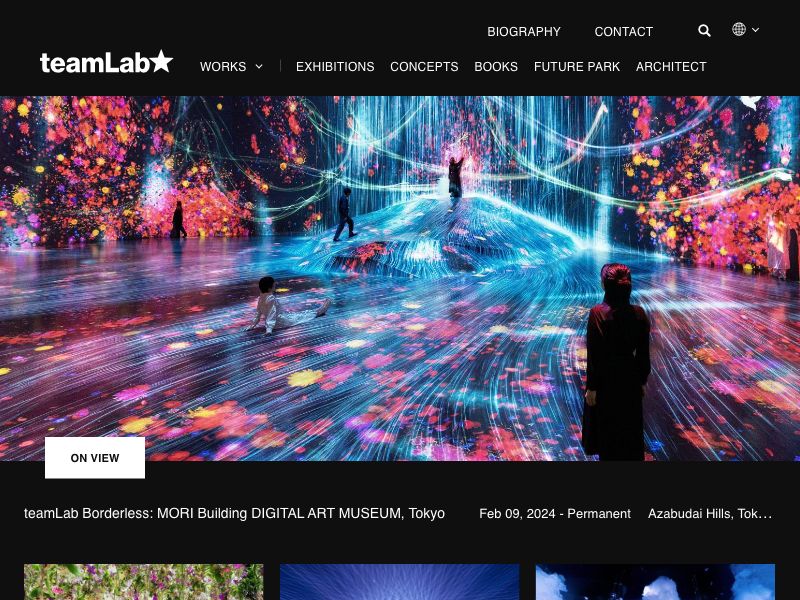 BIOGRAPHY CONTACT
teamLab
WORKS EXHIBITIONS CONCEPTS BOOKS FUTURE PARK ARCHITECT
ON VIEW
teamLab Borderless: MORI Building DIGITAL ART MUSEUM, Tokyo Feb 09, 2024 - Permanent Azabudai Hills, Tok…